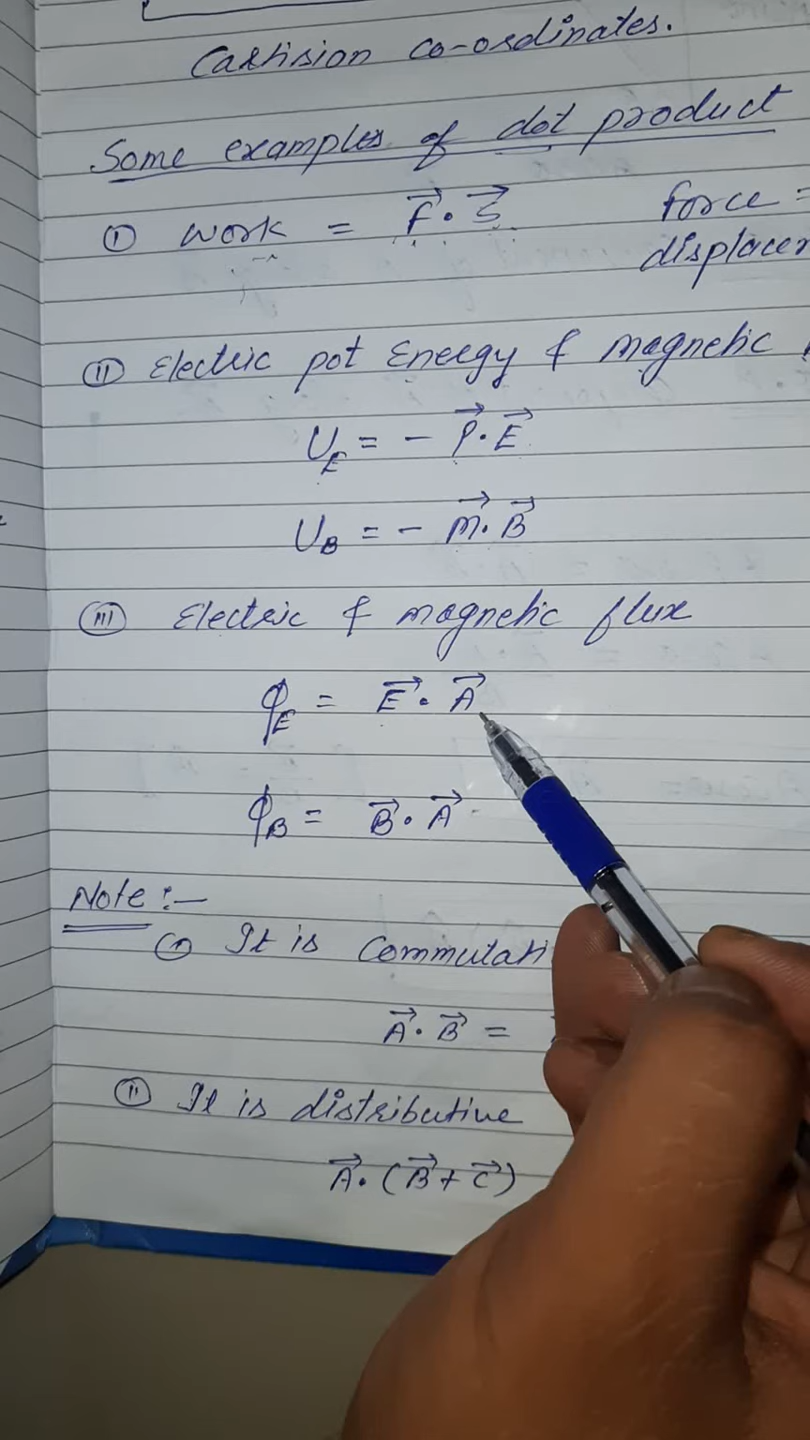 Cartision co-ordinates.
Some examples of dot product
① Work = F⃗ · S⃗ force =
② Electric pot Energy & magnetic
U_E = - P⃗ · E⃗
U_B = - M⃗ · B⃗
③ Electric & magnetic flux
ϕ_E = E⃗ · A⃗
ϕ_B = B⃗ · A⃗
Note :-
① It is Commutati
A⃗ · B⃗ =
② It is distributive
A⃗ · (B⃗ + C⃗)